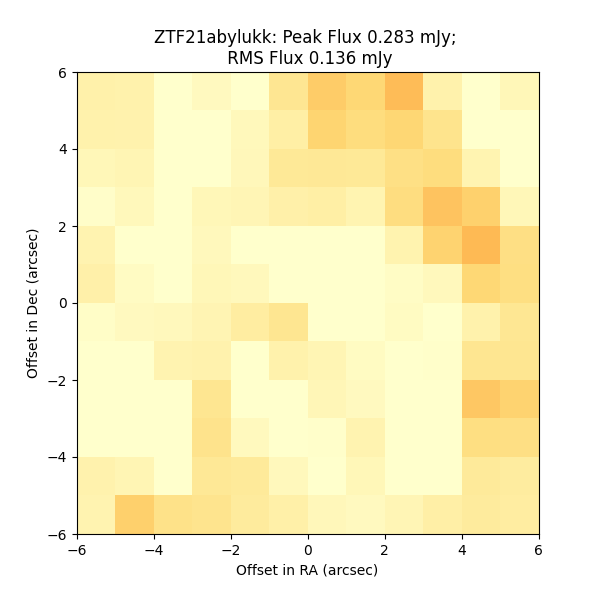 ZTF21abylukk: Peak Flux 0.283 mJy;
RMS Flux 0.136 mJy
6
4
2
0
−2
−4
−6
Offset in Dec (arcsec)
−6 −4 −2 0 2 4 6
Offset in RA (arcsec)